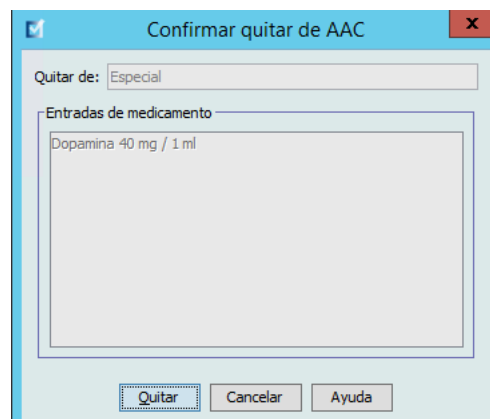 Confirmar quitar de AAC
x
Quitar de: Especial
Entradas de medicamento
Dopamina 40 mg / 1 ml
Quitar Cancelar Ayuda